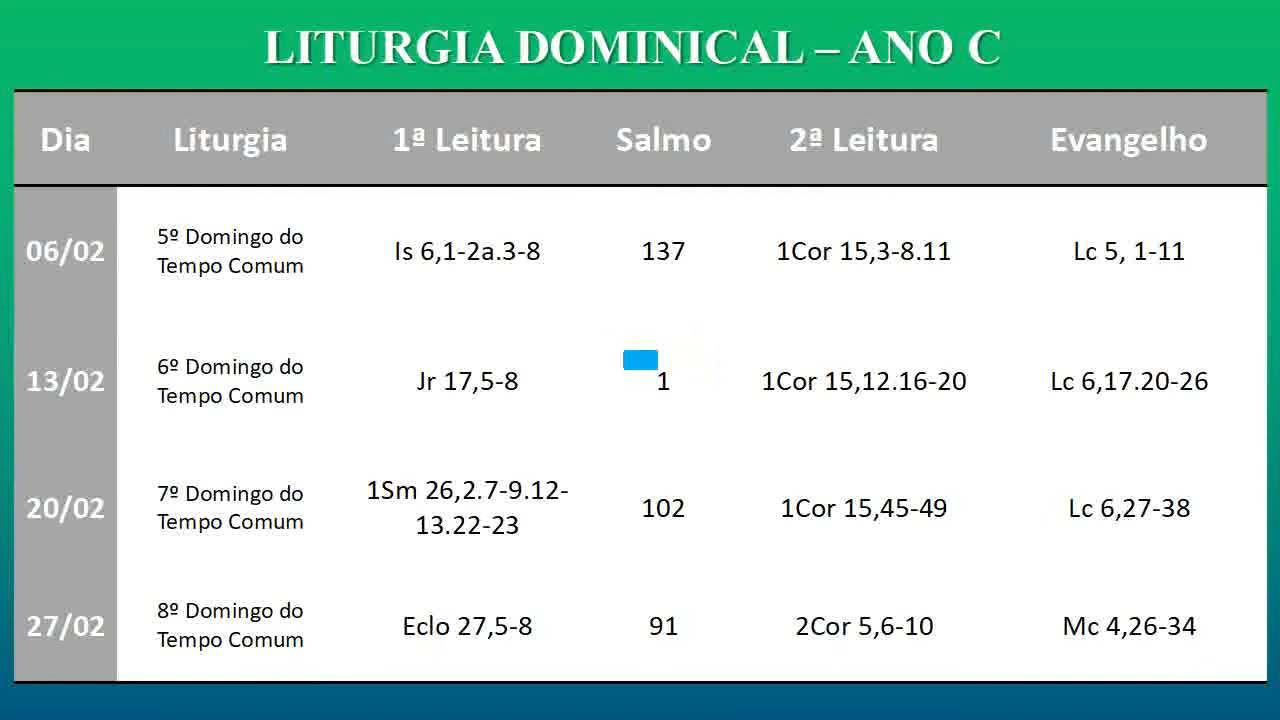 LITURGIA DOMINICAL – ANO C
Dia Liturgia 1ª Leitura Salmo 2ª Leitura Evangelho
06/02 5º Domingo do Tempo Comum Is 6,1-2a.3-8 137 1Cor 15,3-8.11 Lc 5, 1-11
13/02 6º Domingo do Tempo Comum Jr 17,5-8 1 1Cor 15,12.16-20 Lc 6,17.20-26
20/02 7º Domingo do Tempo Comum 1Sm 26,2.7-9.12-13.22-23 102 1Cor 15,45-49 Lc 6,27-38
27/02 8º Domingo do Tempo Comum Eclo 27,5-8 91 2Cor 5,6-10 Mc 4,26-34